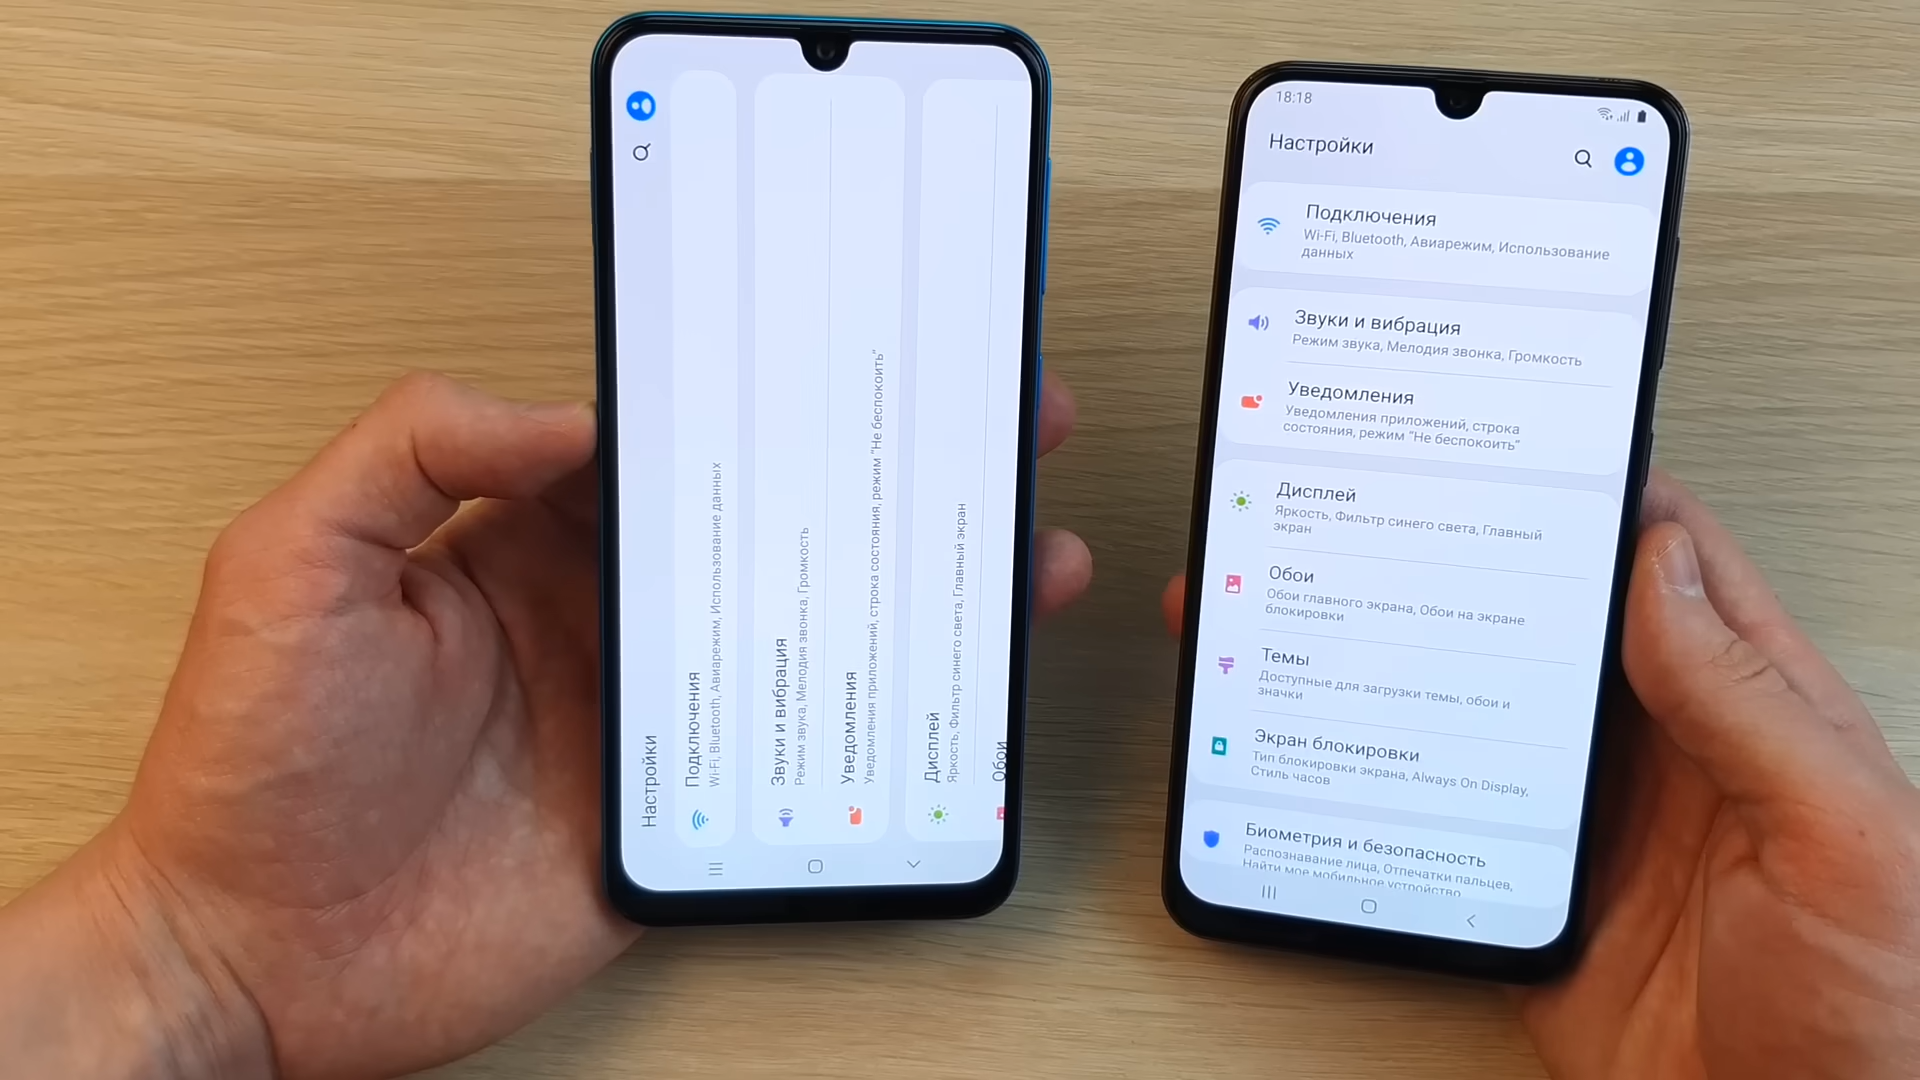 Настройки
Подключения
Wi-Fi, Bluetooth, Авиарежим, Использование данных
Звуки и вибрация
Режим звука, Мелодия звонка, Громкость
Уведомления
Уведомления приложений, строка состояния, режим "Не беспокоить"
Дисплей
Яркость, Фильтр синего света, Главный экран
Обои
18:18
Настройки
Подключения
Wi-Fi, Bluetooth, Авиарежим, Использование
данных
Звуки и вибрация
Режим звука, Мелодия звонка, Громкость
Уведомления
Уведомления приложений, строка
состояния, режим "Не беспокоить"
Дисплей
Яркость, Фильтр синего света, Главный
экран
Обои
Обои главного экрана, Обои на экране
блокировки
Темы
Доступные для загрузки темы, обои и
значки
Экран блокировки
Тип блокировки экрана, Always On Display,
Стиль часов
Биометрия и безопасность
Распознавание лица, Отпечатки пальцев,
Найти мое мобильное устройство